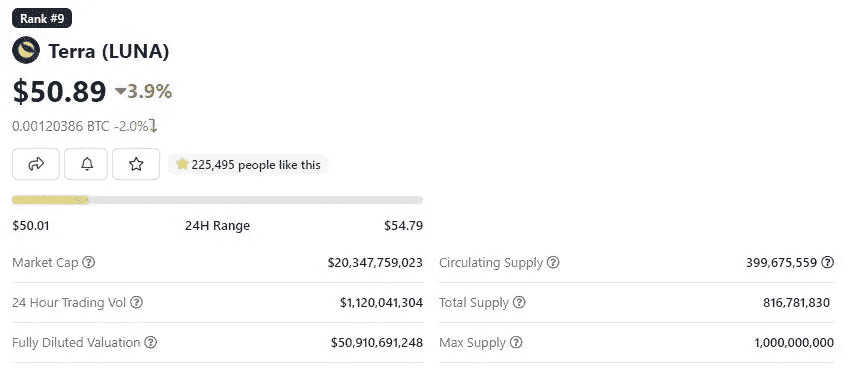 Rank #9
Terra (LUNA)
$50.89 3.9%
0.00120386 BTC -2.0%
225,495 people like this
$50.01 24H Range $54.79
Market Cap $20,347,759,023 Circulating Supply 399,675,559
24 Hour Trading Vol $1,120,041,304 Total Supply 816,781,830
Fully Diluted Valuation $50,910,691,248 Max Supply 1,000,000,000